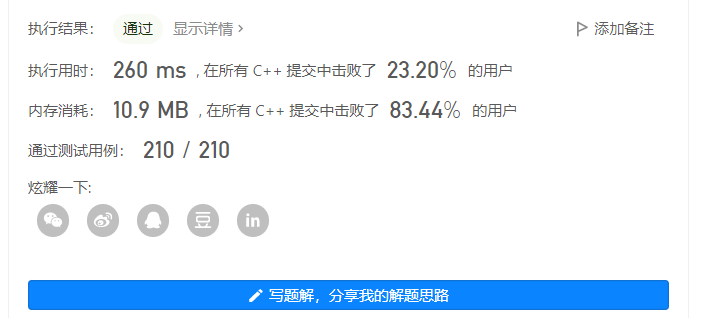 执行结果： 通过 显示详情 › 添加备注
执行用时： 260 ms , 在所有 C++ 提交中击败了 23.20% 的用户
内存消耗： 10.9 MB , 在所有 C++ 提交中击败了 83.44% 的用户
通过测试用例： 210 / 210
炫耀一下:
in
写题解，分享我的解题思路